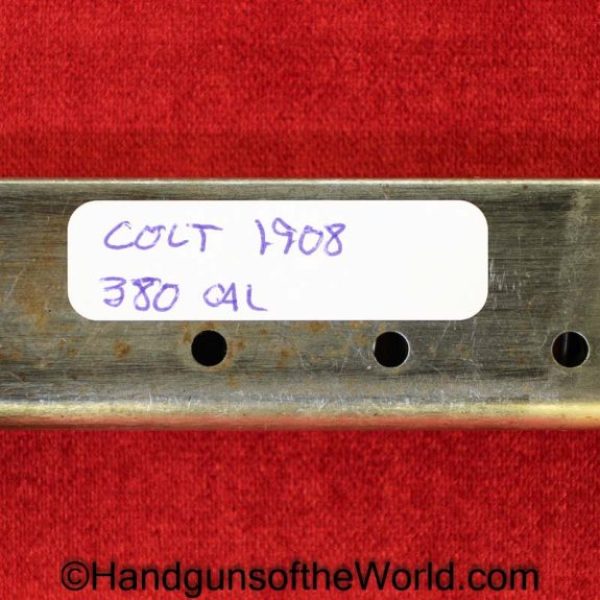 COLT 1908
380 CAL
©HandgunsoftheWorld.com